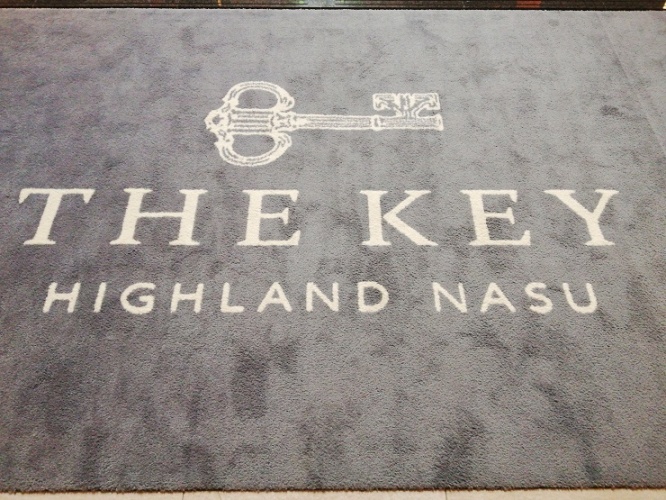 THE KEY
HIGHLAND NASU